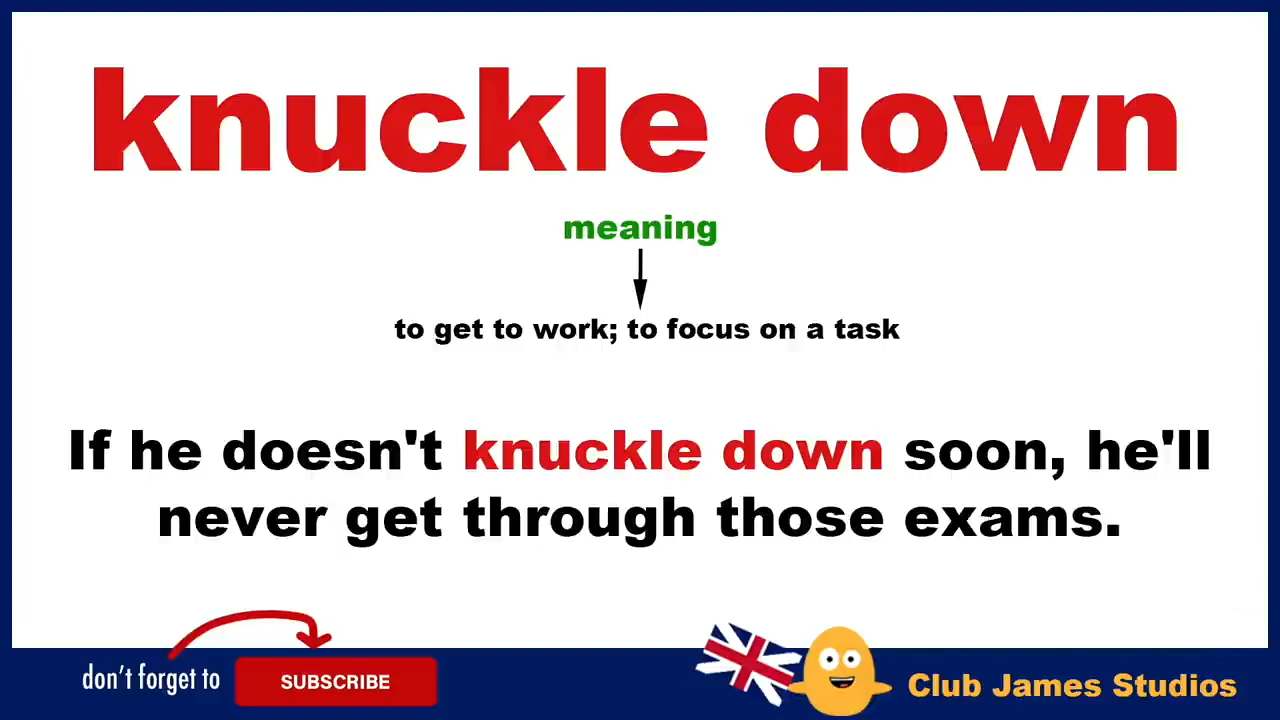 knuckle down
meaning
to get to work; to focus on a task
If he doesn't knuckle down soon, he'll
never get through those exams.
don't forget to
SUBSCRIBE
Club James Studios